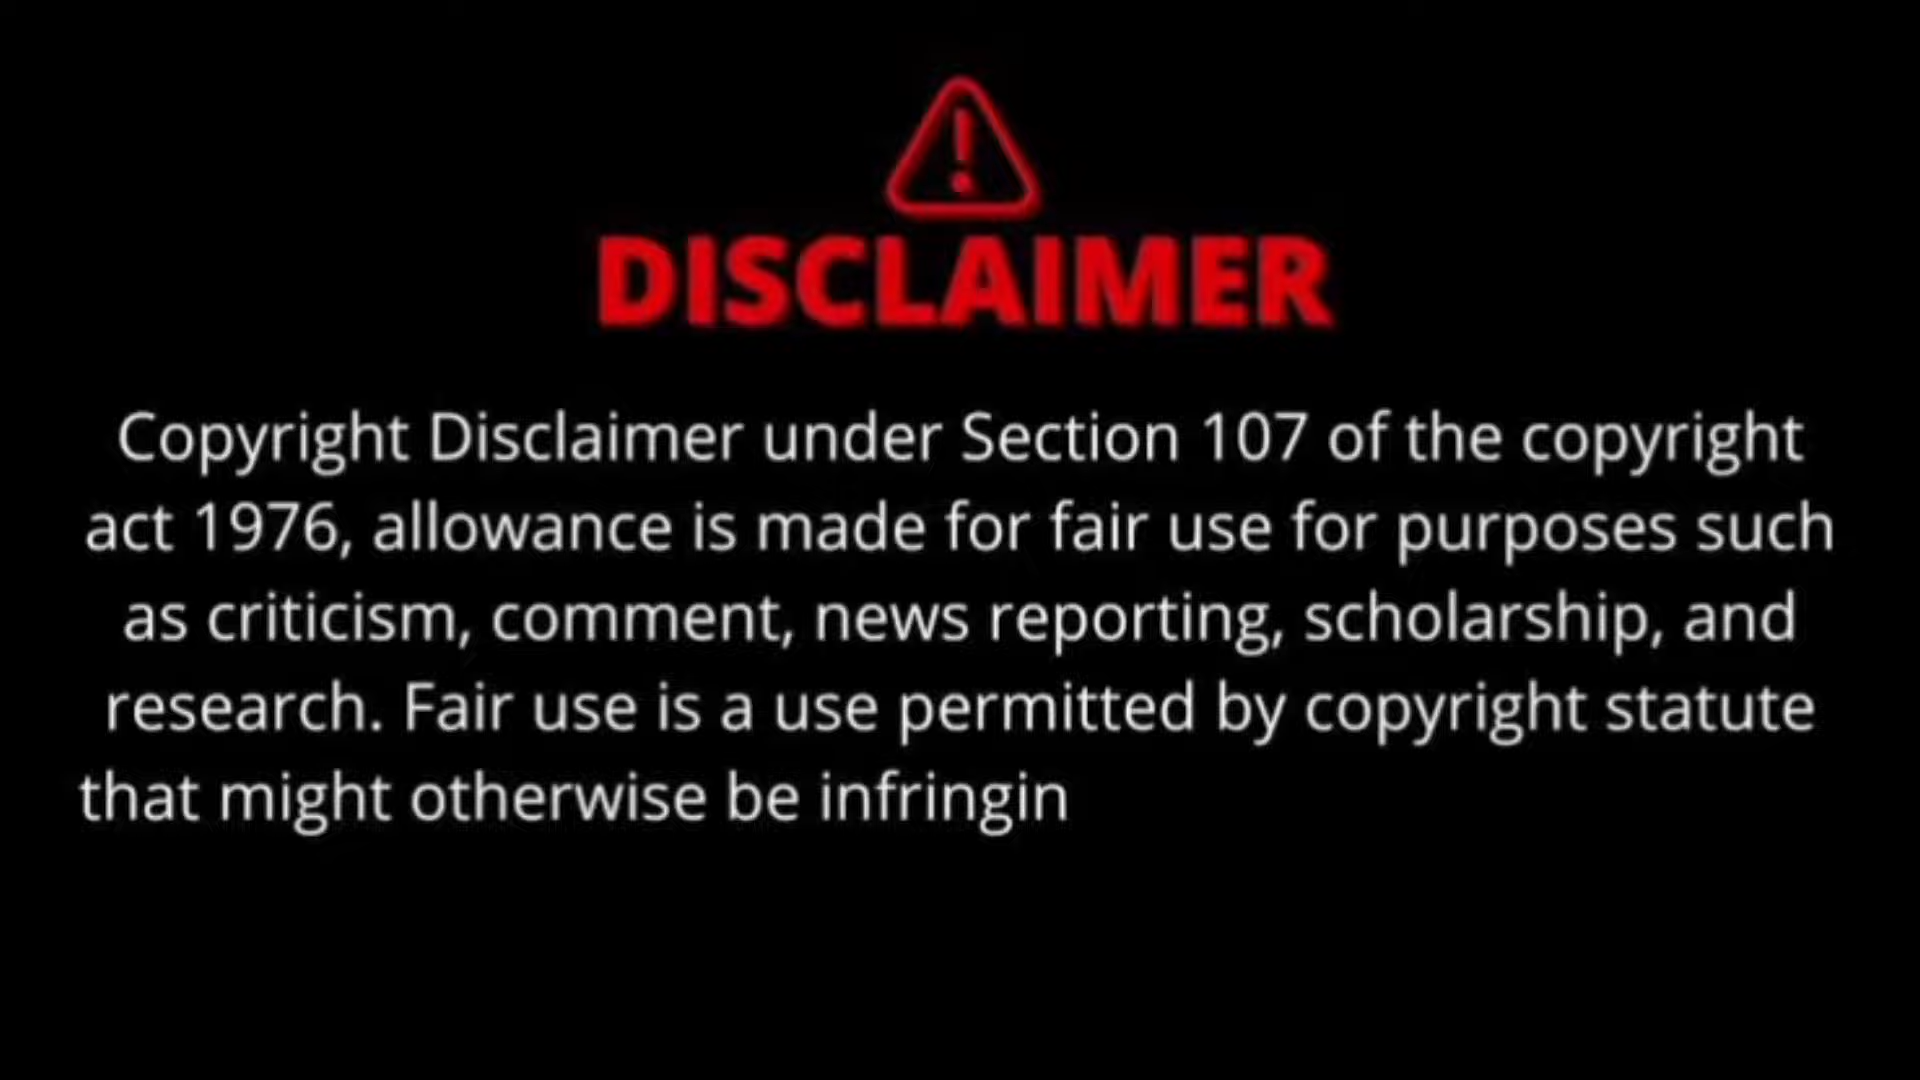 DISCLAIMER
Copyright Disclaimer under Section 107 of the copyright
act 1976, allowance is made for fair use for purposes such
as criticism, comment, news reporting, scholarship, and
research. Fair use is a use permitted by copyright statute
that might otherwise be infringin